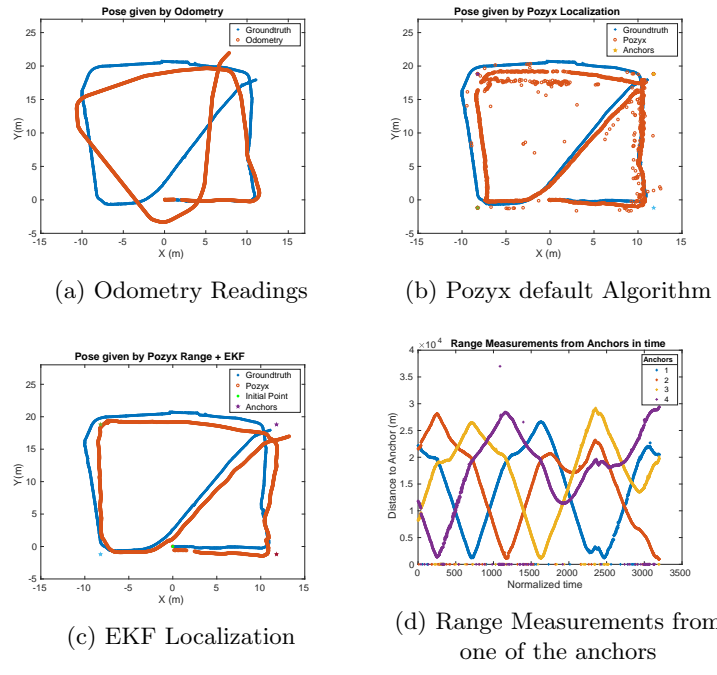 Pose given by Odometry
Groundtruth
Odometry
Y(m)
25
20
15
10
5
0
-5
-15 -10 -5 0 5 10 15
X (m)
(a) Odometry Readings
Pose given by Pozyx Localization
Groundtruth
Pozyx
Anchors
Y(m)
25
20
15
10
5
0
-5
-15 -10 -5 0 5 10 15
X (m)
(b) Pozyx default Algorithm
Pose given by Pozyx Range + EKF
Groundtruth
Pozyx
Initial Point
Anchors
Y(m)
25
20
15
10
5
0
-5
-15 -10 -5 0 5 10 15
X (m)
(c) EKF Localization
Range Measurements from Anchors in time
×10⁴
Anchors
1
2
3
4
Distance to Anchor (m)
4
3.5
3
2.5
2
1.5
1
0.5
0
0 500 1000 1500 2000 2500 3000 3500
Normalized time
(d) Range Measurements from
one of the anchors